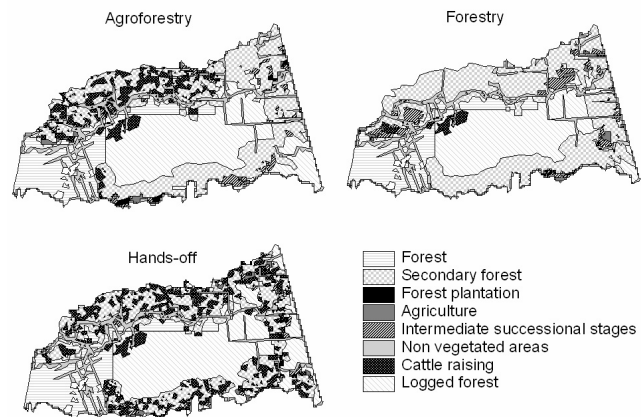 Agroforestry
Forestry
Hands-off
Forest
Secondary forest
Forest plantation
Agriculture
Intermediate successional stages
Non vegetated areas
Cattle raising
Logged forest